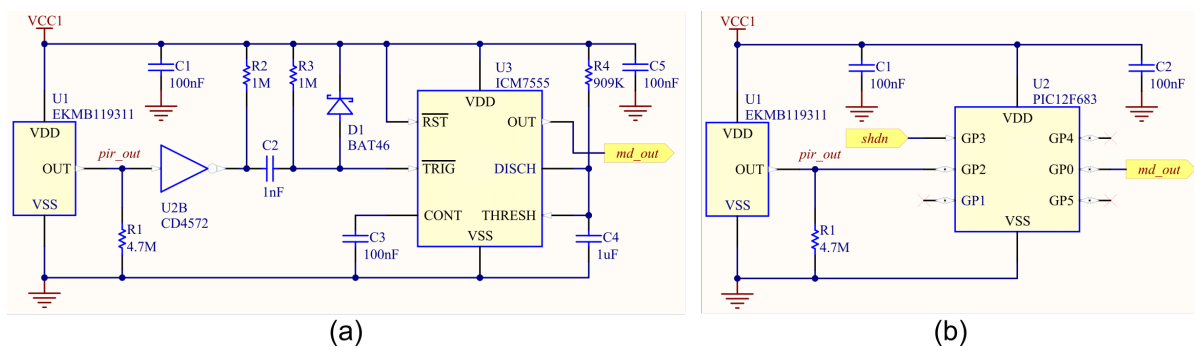 VCC1
C1
100nF
R2
1M
R3
1M
U3
ICM7555
R4
909K
C5
100nF
U1
EKMB119311
VDD
OUT
VSS
pir_out
U2B
CD4572
R1
4.7M
C2
1nF
D1
BAT46
VDD
RST
OUT
TRIG
DISCH
CONT
THRESH
VSS
md_out
C3
100nF
C4
1uF
(a)
VCC1
C1
100nF
C2
100nF
U1
EKMB119311
VDD
OUT
VSS
pir_out
R1
4.7M
shdn
U2
PIC12F683
VDD
GP3
GP4
GP2
GP0
GP1
GP5
VSS
md_out
(b)